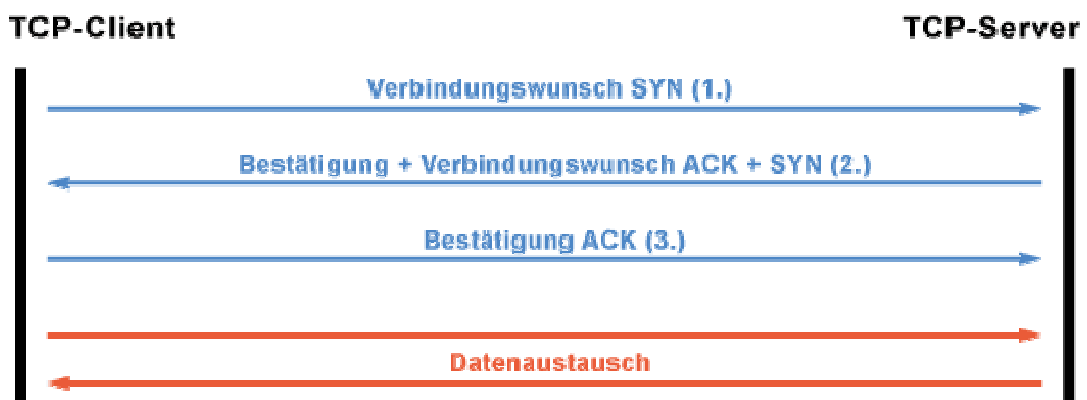 TCP-Client
TCP-Server
Verbindungswunsch SYN (1.)
Bestätigung + Verbindungswunsch ACK + SYN (2.)
Bestätigung ACK (3.)
Datenaustausch